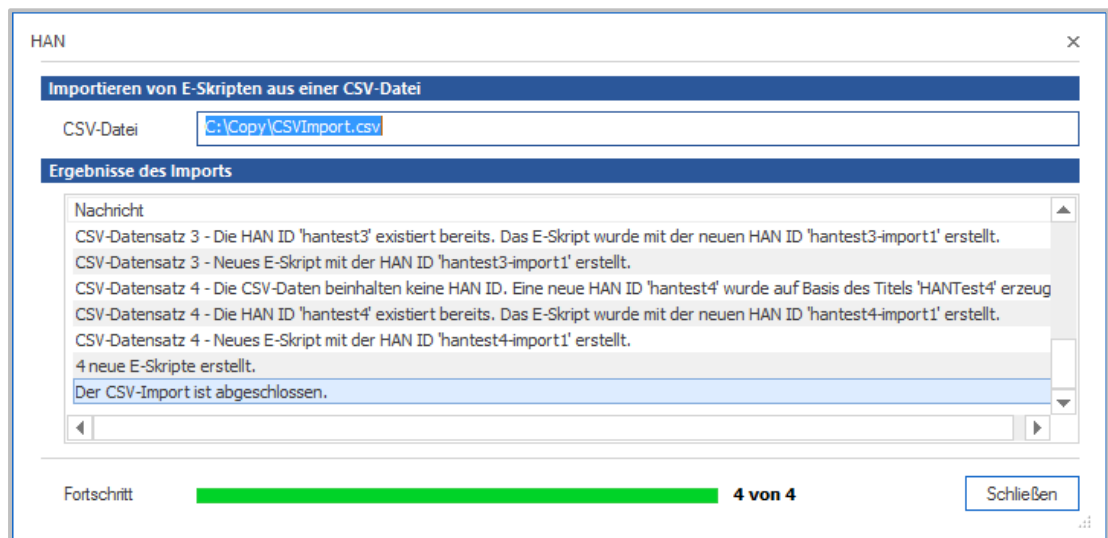 HAN
Importieren von E-Skripten aus einer CSV-Datei
CSV-Datei C:\Copy\CSVImport.csv
Ergebnisse des Imports
Nachricht
CSV-Datensatz 3 - Die HAN ID 'hantest3' existiert bereits. Das E-Skript wurde mit der neuen HAN ID 'hantest3-import1' erstellt.
CSV-Datensatz 3 - Neues E-Skript mit der HAN ID 'hantest3-import1' erstellt.
CSV-Datensatz 4 - Die CSV-Daten beinhalten keine HAN ID. Eine neue HAN ID 'hantest4' wurde auf Basis des Titels 'HANTest4' erzeug
CSV-Datensatz 4 - Die HAN ID 'hantest4' existiert bereits. Das E-Skript wurde mit der neuen HAN ID 'hantest4-import1' erstellt.
CSV-Datensatz 4 - Neues E-Skript mit der HAN ID 'hantest4-import1' erstellt.
4 neue E-Skripte erstellt.
Der CSV-Import ist abgeschlossen.
Fortschritt 4 von 4 Schließen